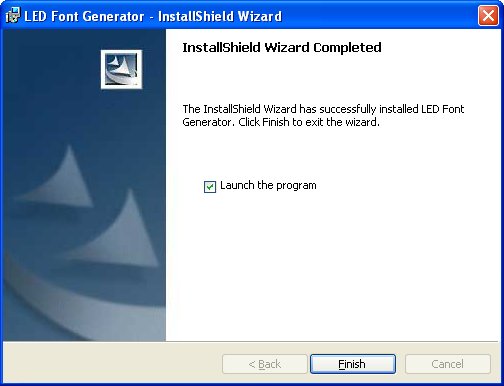 LED Font Generator - InstallShield Wizard
InstallShield Wizard Completed
The InstallShield Wizard has successfully installed LED Font
Generator. Click Finish to exit the wizard.
Launch the program
< Back
Finish
Cancel